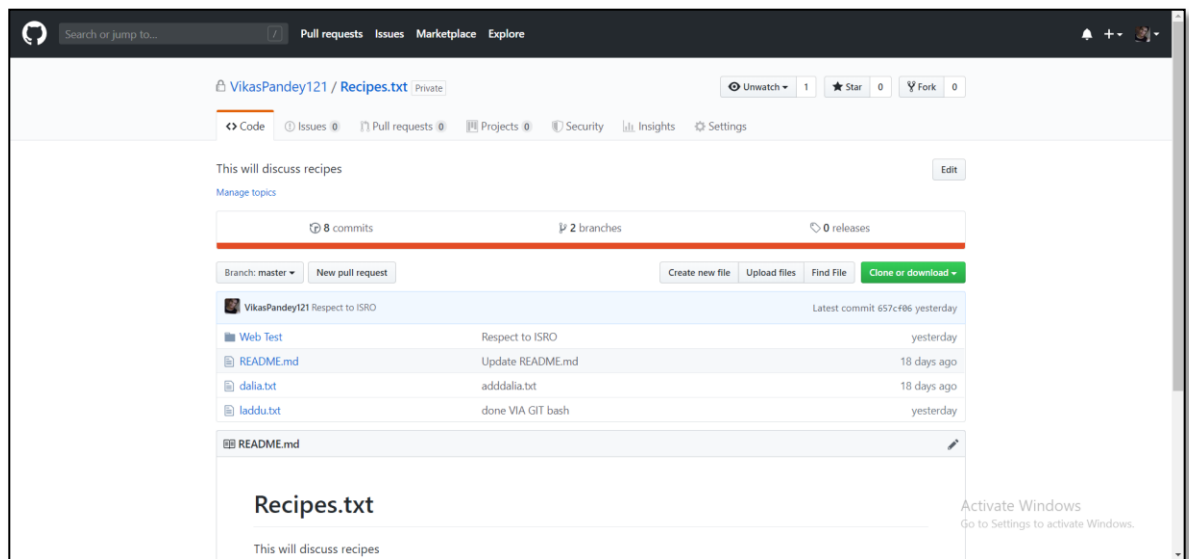 Search or jump to... / Pull requests Issues Marketplace Explore
VikasPandey121 / Recipes.txt Private Unwatch 1 Star 0 Fork 0
Code Issues 0 Pull requests 0 Projects 0 Security Insights Settings
This will discuss recipes Edit
Manage topics
8 commits 2 branches 0 releases
Branch: master New pull request Create new file Upload files Find File Clone or download
VikasPandey121 Respect to ISRO Latest commit 657cf06 yesterday
Web Test Respect to ISRO yesterday
README.md Update README.md 18 days ago
dalia.txt adddalia.txt 18 days ago
laddu.txt done VIA GIT bash yesterday
README.md
Recipes.txt
Activate Windows
Go to Settings to activate Windows.
This will discuss recipes